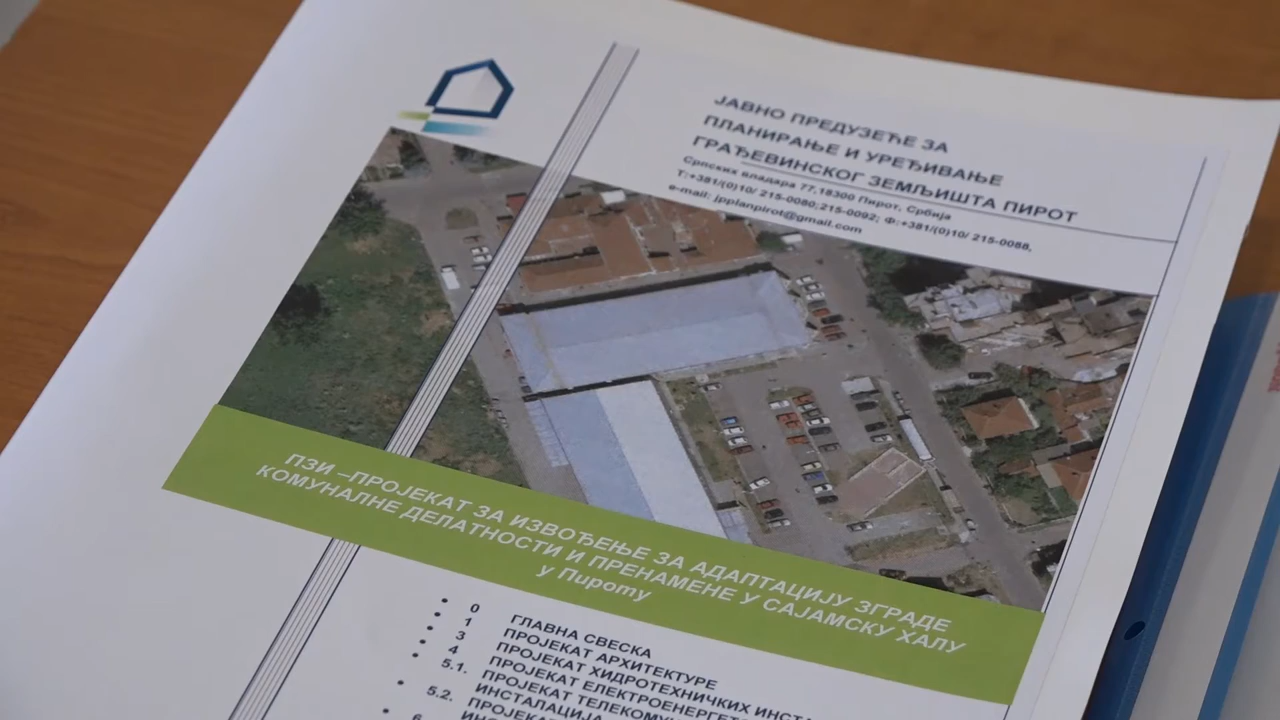 ЈАВНО ПРЕДУЗЕЋЕ ЗА
ПЛАНИРАЊЕ И УРЕЂИВАЊЕ
ГРАЂЕВИНСКОГ ЗЕМЉИШТА ПИРОТ
Српских владара 77,18300 Пирот, Србија
Т:+381/(0)10/ 215-0080;215-0092; Ф:+381/(0)10/ 215-0088,
e-mail: jpplanpirot@gmail.com
ПЗИ –ПРОЈЕКАТ ЗА ИЗВОЂЕЊЕ ЗА АДАПТАЦИЈУ ЗГРАДЕ
КОМУНАЛНЕ ДЕЛАТНОСТИ И ПРЕНАМЕНЕ У САЈАМСКУ ХАЛУ
у Пироту
• 0 ГЛАВНА СВЕСКА
• 1 ПРОЈЕКАТ АРХИТЕКТУРЕ
• 3 ПРОЈЕКАТ ХИДРОТЕХНИЧКИХ
• 4 ПРОЈЕКАТ
• 5.1. ПРОЈЕКАТ
ИНСТАЛАЦИЈА
• 5.2.
• 6